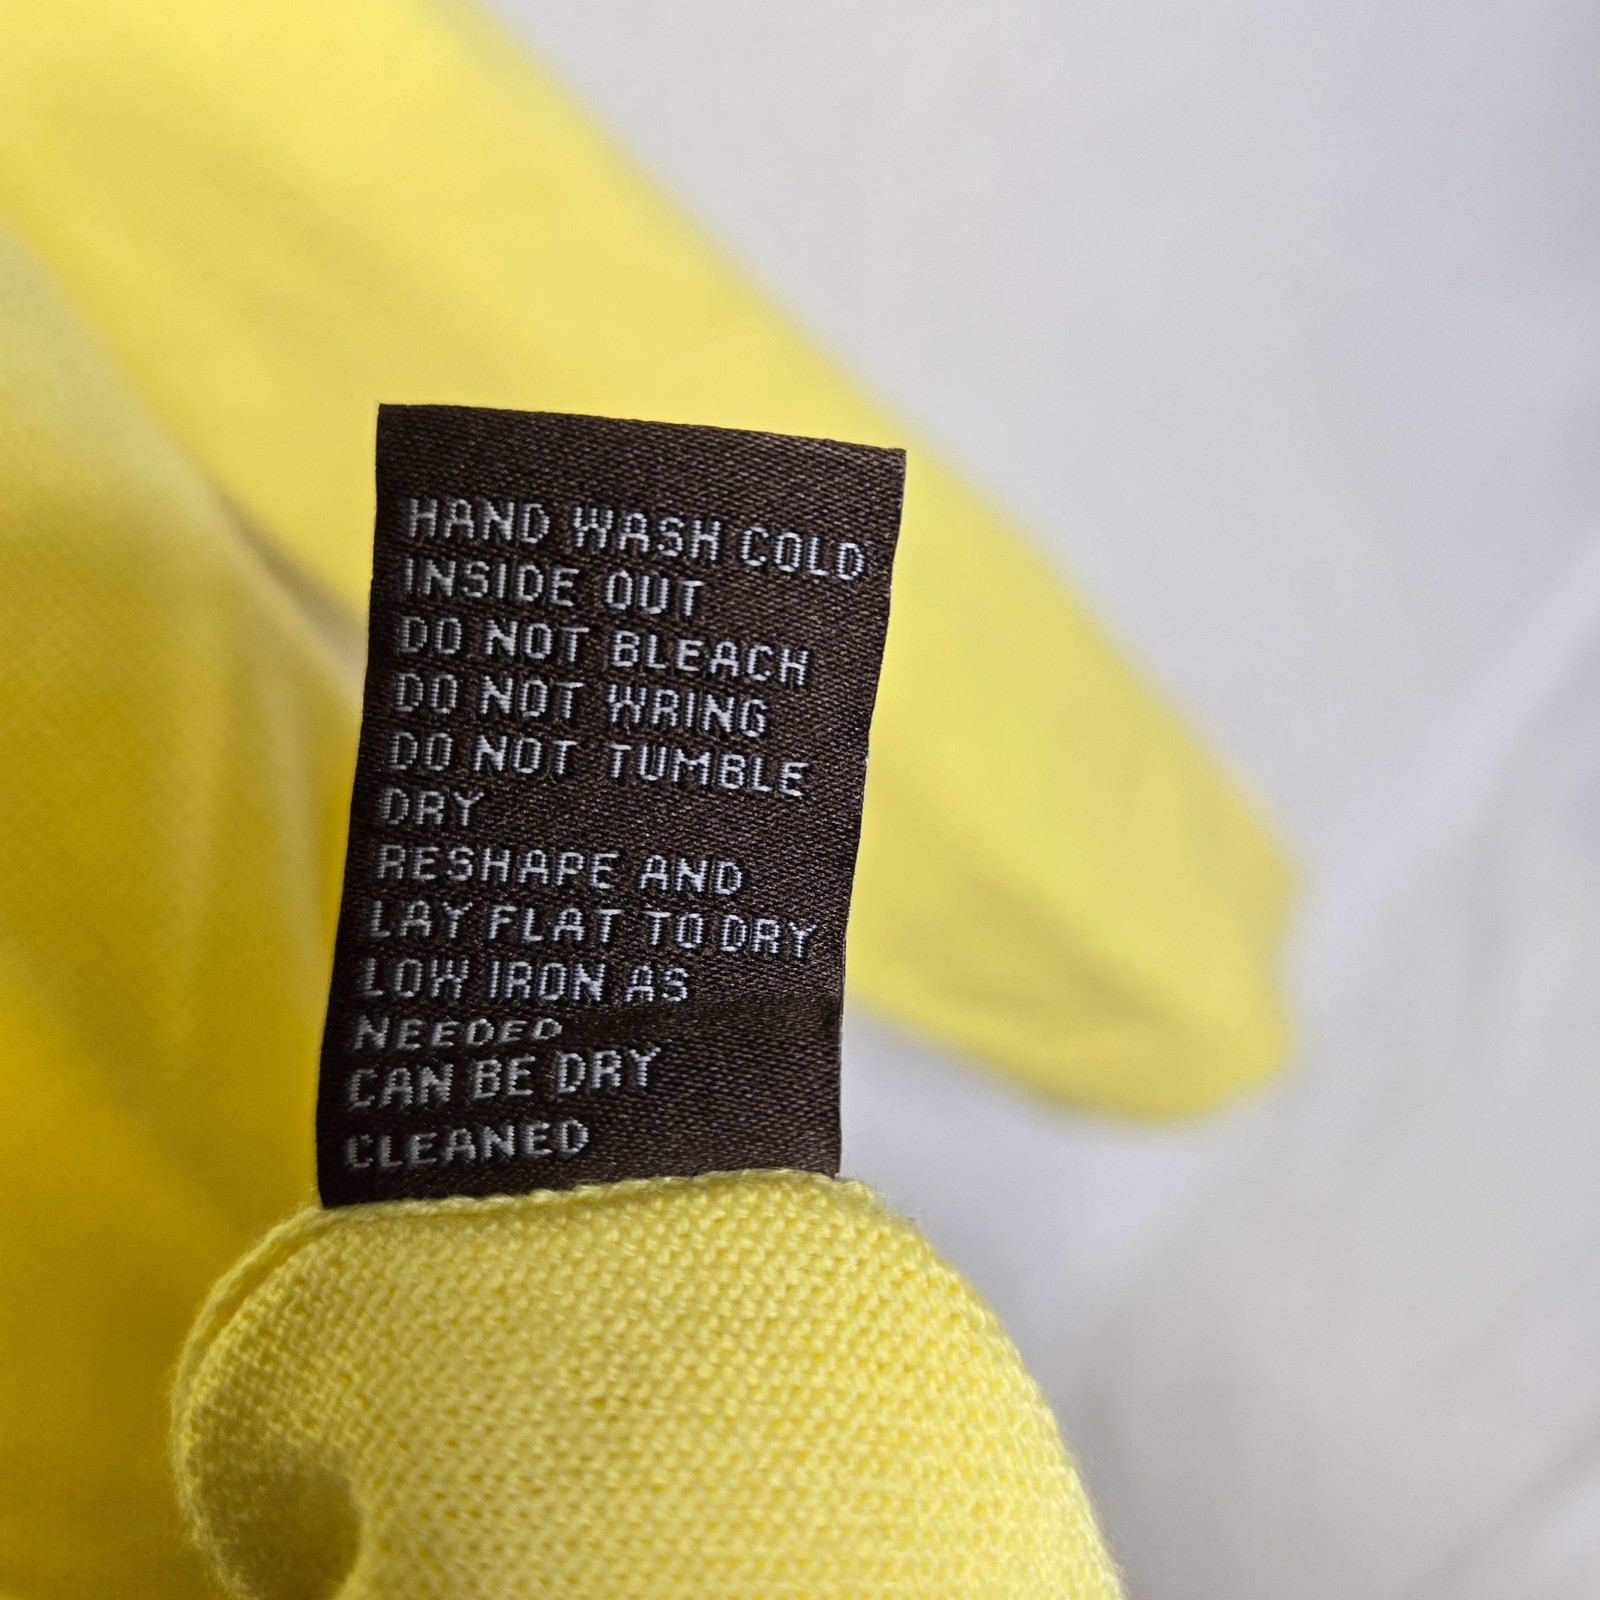 HAND WASH COLD
INSIDE OUT
DO NOT BLEACH
DO NOT WRING
DO NOT TUMBLE
DRY
RESHAPE AND
LAY FLAT TO DRY
LOW IRON AS
NEEDED
CAN BE DRY
CLEANED